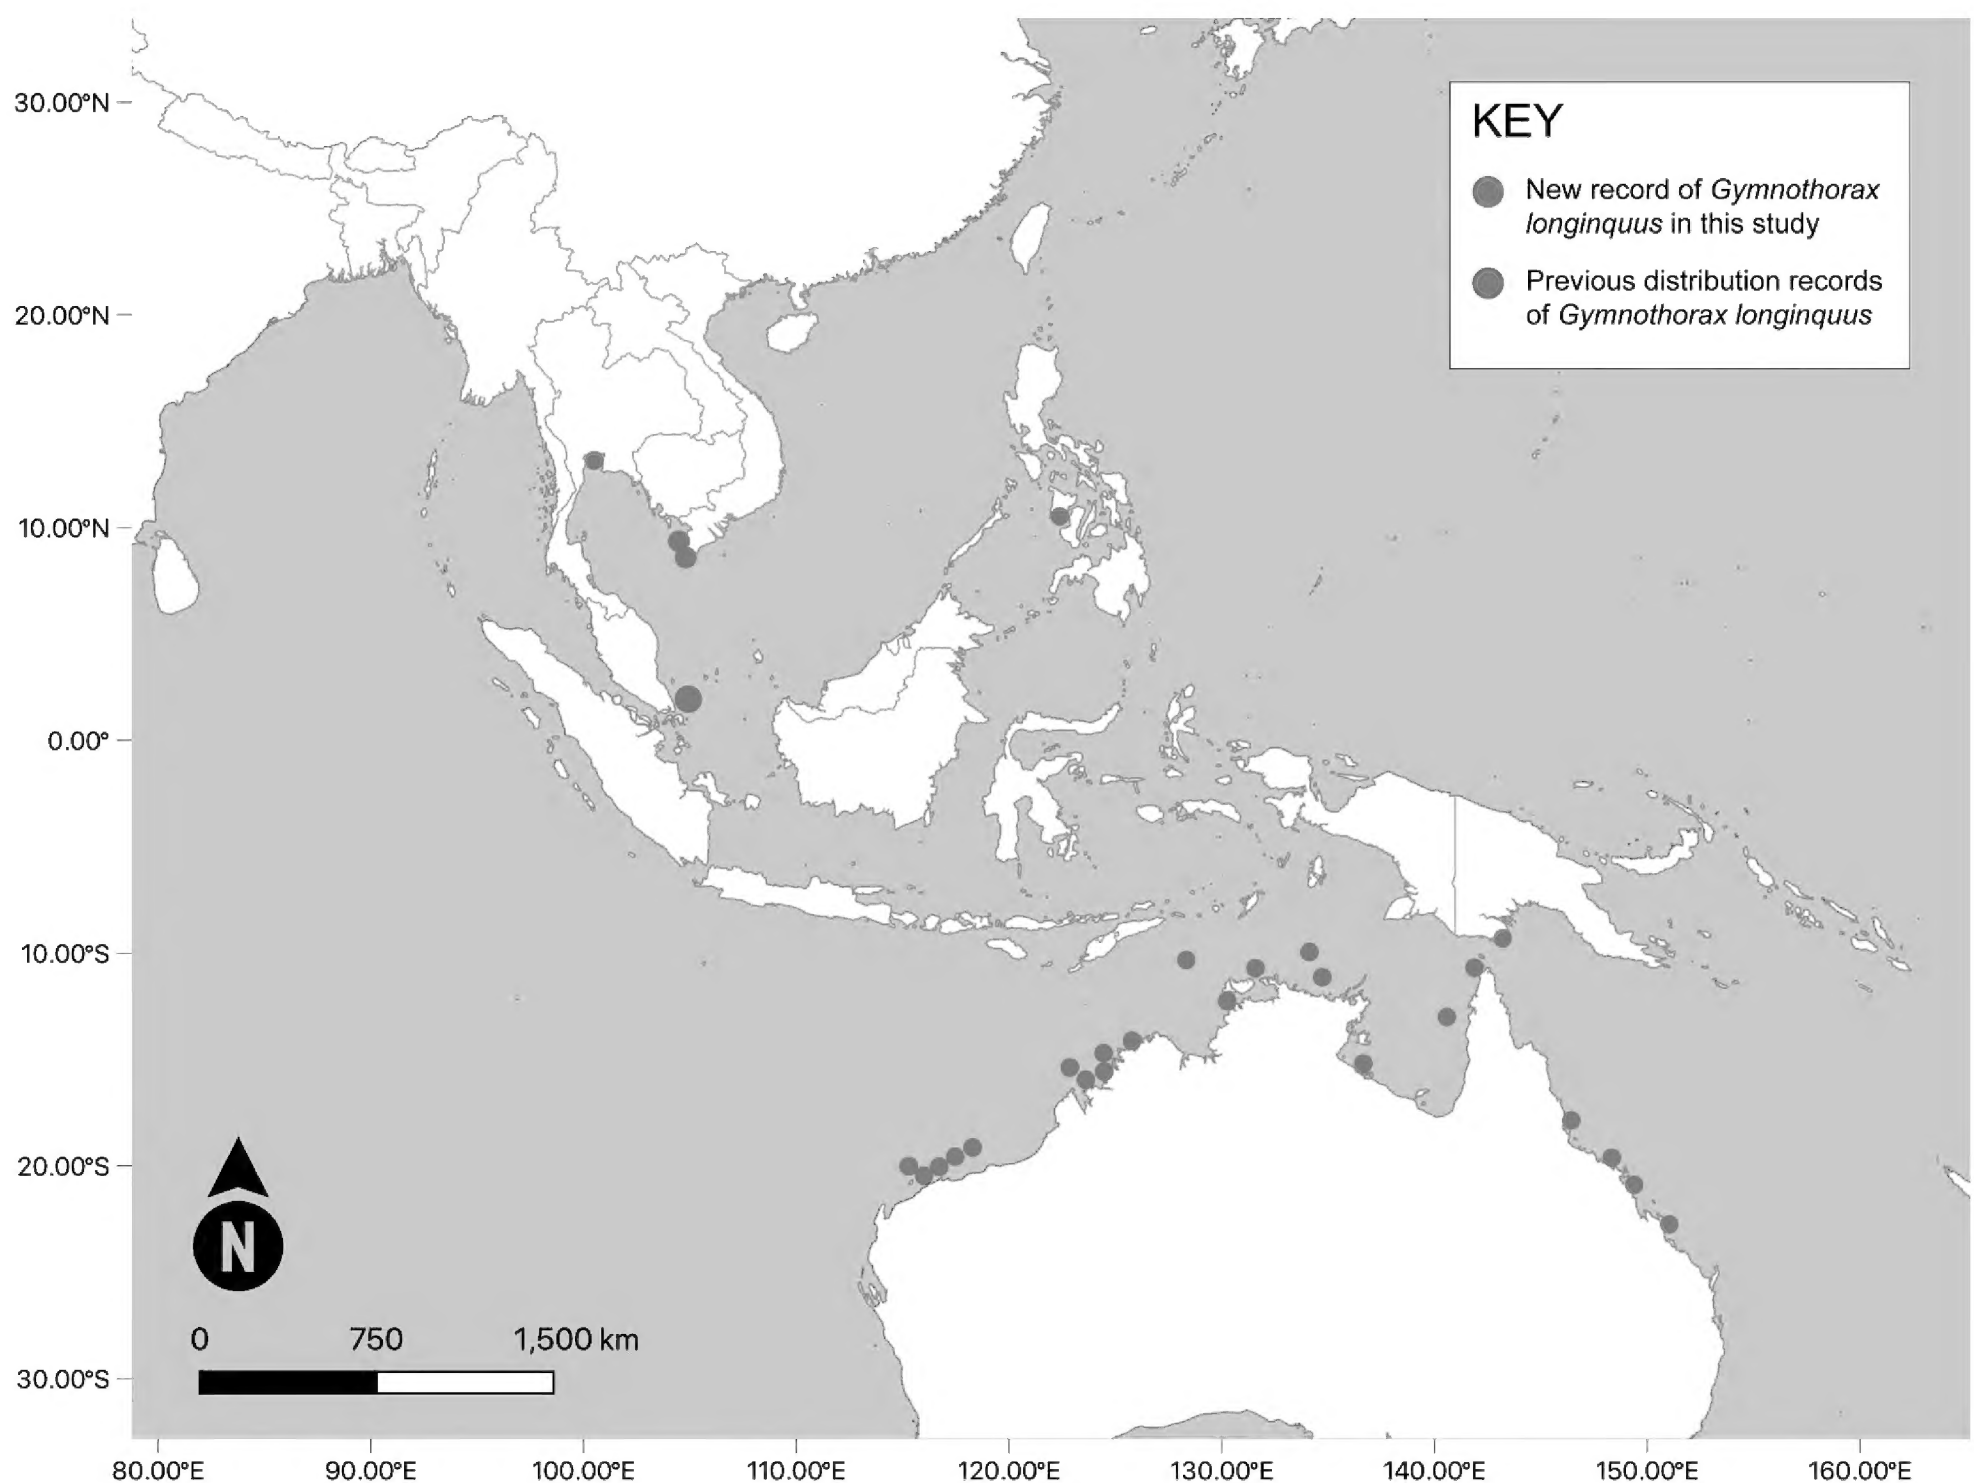 KEY
New record of Gymnothorax
longinquus in this study
Previous distribution records
of Gymnothorax longinquus
30.00°N
20.00°N
10.00°N
0.00°
10.00°S
20.00°S
30.00°S
N
0 750 1,500 km
80.00°E 90.00°E 100.00°E 110.00°E 120.00°E 130.00°E 140.00°E 150.00°E 160.00°E